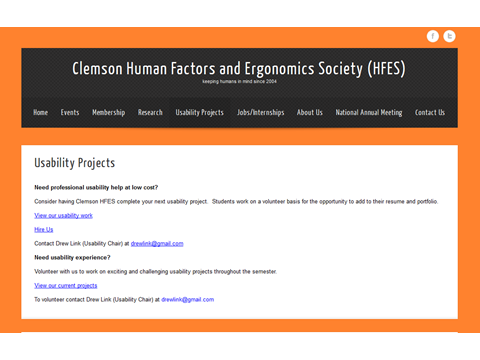 Clemson Human Factors and Ergonomics Society (HFES)
keeping humans in mind since 2004
Home Events Membership Research Usability Projects Jobs/Internships About Us National Annual Meeting Contact Us
Usability Projects
Need professional usability help at low cost?
Consider having Clemson HFES complete your next usability project. Students work on a volunteer basis for the opportunity to add to their resume and portfolio.
View our usability work
Hire Us
Contact Drew Link (Usability Chair) at drewlink@gmail.com
Need usability experience?
Volunteer with us to work on exciting and challenging usability projects throughout the semester.
View our current projects
To volunteer contact Drew Link (Usability Chair) at drewlink@gmail.com